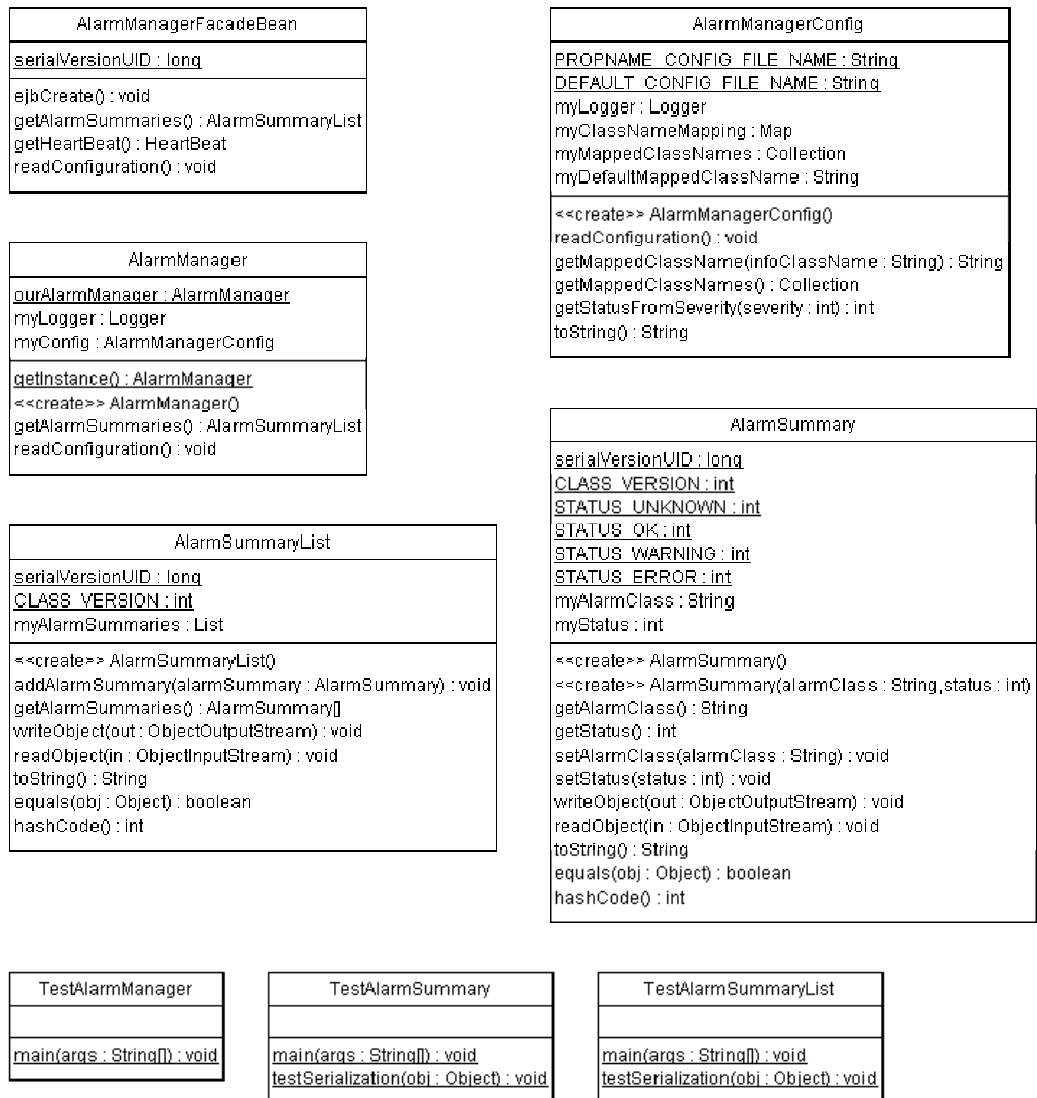 AlarmManagerFacadeBean
serialVersionUID : long
ejbCreate() : void
getAlarmSummaries() : AlarmSummaryList
getHeartBeat() : HeartBeat
readConfiguration() : void
AlarmManagerConfig
PROPNAME_CONFIG_FILE_NAME : String
DEFAULT_CONFIG_FILE_NAME : String
myLogger : Logger
myClassNameMapping : Map
myMappedClassNames : Collection
myDefaultMappedClassName : String
<<create>> AlarmManagerConfig()
readConfiguration() : void
getMappedClassName(infoClassName : String) : String
getMappedClassNames() : Collection
getStatusFromSeverity(severity : int) : int
toString() : String
AlarmManager
ourAlarmManager : AlarmManager
myLogger : Logger
myConfig : AlarmManagerConfig
getInstance() : AlarmManager
<<create>> AlarmManager()
getAlarmSummaries() : AlarmSummaryList
readConfiguration() : void
AlarmSummary
serialVersionUID : long
CLASS_VERSION : int
STATUS_UNKNOWN : int
STATUS_OK : int
STATUS_WARNING : int
STATUS_ERROR : int
myAlarmClass : String
myStatus : int
<<create>> AlarmSummary()
<<create>> AlarmSummary(alarmClass : String,status : int)
getAlarmClass() : String
getStatus() : int
setAlarmClass(alarmClass : String) : void
setStatus(status : int) : void
writeObject(out : ObjectOutputStream) : void
readObject(in : ObjectInputStream) : void
toString() : String
equals(obj : Object) : boolean
hashCode() : int
AlarmSummaryList
serialVersionUID : long
CLASS_VERSION : int
myAlarmSummaries : List
<<create>> AlarmSummaryList()
addAlarmSummary(alarmSummary : AlarmSummary) : void
getAlarmSummaries() : AlarmSummary[]
writeObject(out : ObjectOutputStream) : void
readObject(in : ObjectInputStream) : void
toString() : String
equals(obj : Object) : boolean
hashCode() : int
TestAlarmManager
main(args : String[]) : void
TestAlarmSummary
main(args : String[]) : void
testSerialization(obj : Object) : void
TestAlarmSummaryList
main(args : String[]) : void
testSerialization(obj : Object) : void